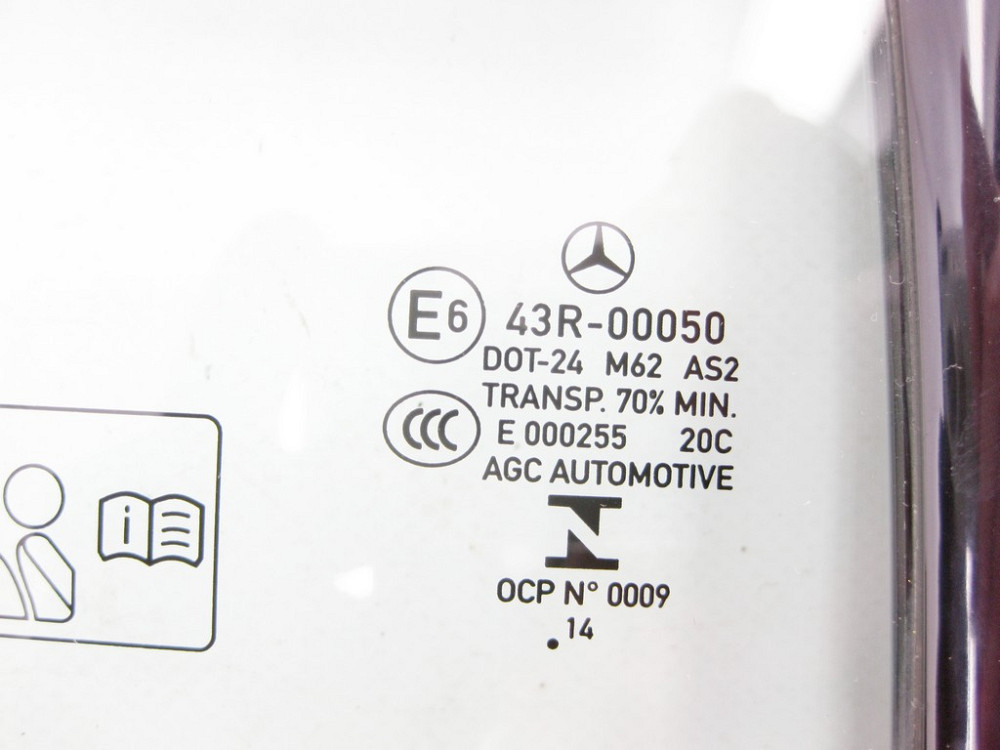 E6 43R-00050
DOT-24 M62 AS2
TRANSP. 70% MIN.
CCC E 000255 20C
AGC AUTOMOTIVE
N
OCP N° 0009
.14
i